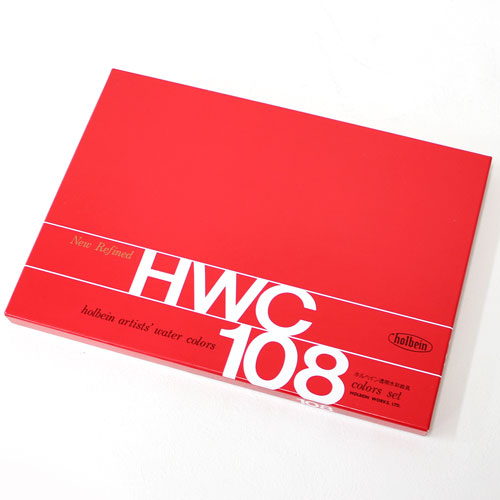 New Refined
HWC
holbein artists' water colors
108
holbein
ホルベイン透明水彩絵具
colors set
HOLBEIN WORKS, LTD.
108